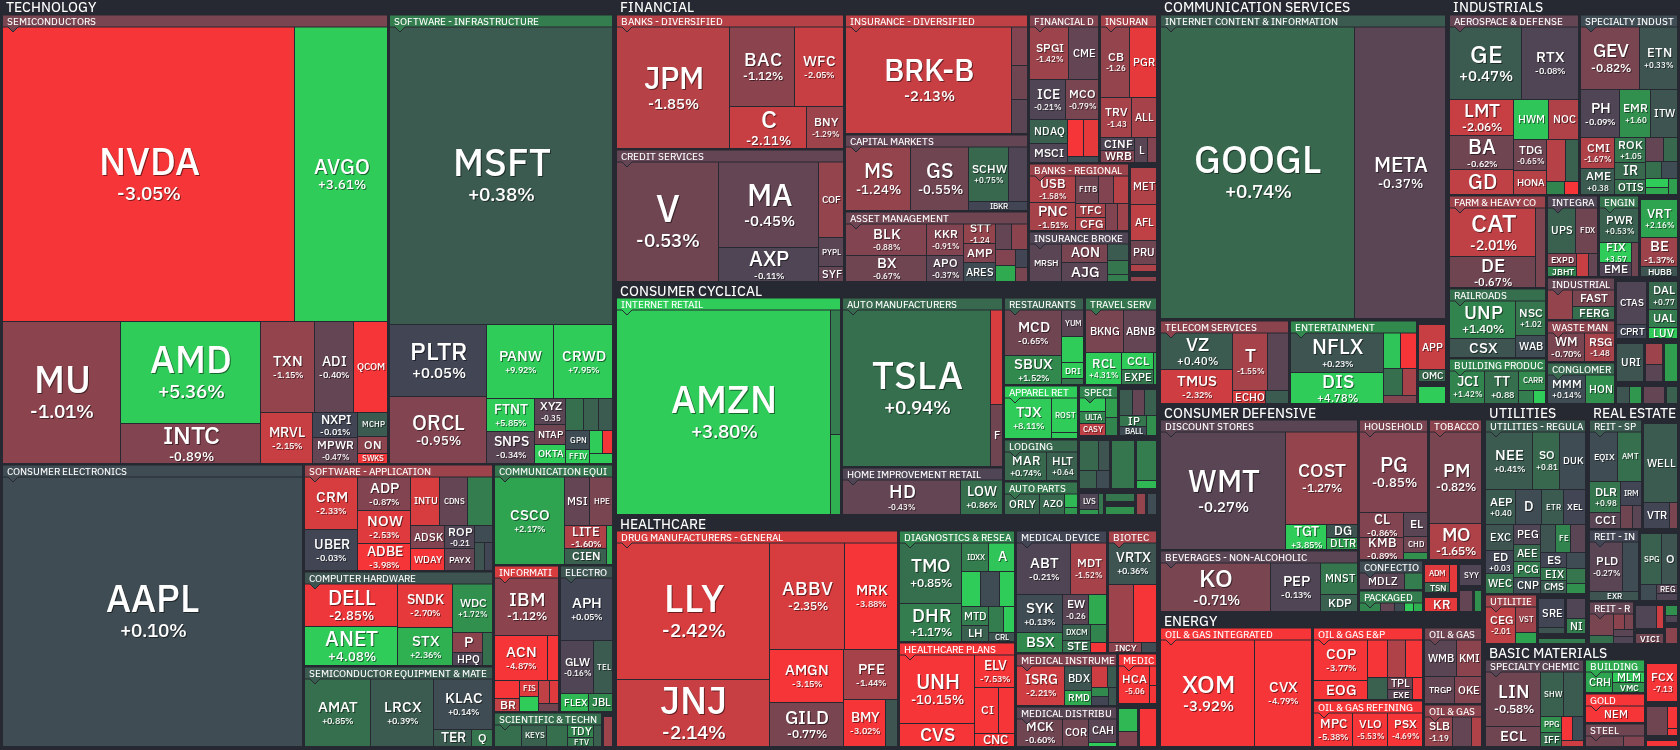 TECHNOLOGY
SEMICONDUCTORS
NVDA
-3.05%
AVGO
+3.61%
MU
-1.01%
AMD
+5.36%
INTC
-0.89%
TXN
-1.15%
ADI
-0.40%
QCOM
MRVL
-2.15%
NXPI
-0.01%
MCHP
MPWR
-0.47%
ON
SWKS
SOFTWARE - INFRASTRUCTURE
MSFT
+0.38%
PLTR
+0.05%
ORCL
-0.95%
PANW
+9.92%
CRWD
+7.95%
FTNT
+5.85%
XYZ
-0.35
SNPS
-0.34%
NTAP
GPN
OKTA
FFIV
CONSUMER ELECTRONICS
AAPL
+0.10%
SOFTWARE - APPLICATION
CRM
-2.33%
ADP
-0.87%
INTU
CDNS
NOW
-2.53%
UBER
-0.03%
ADBE
-3.98%
ADSK
ROP
-0.21
WDAY
PAYX
COMMUNICATION EQUI
CSCO
+2.17%
MSI
HPE
LITE
-1.60%
CIEN
COMPUTER HARDWARE
DELL
-2.85%
SNDK
-2.70%
WDC
+1.72%
ANET
+4.08%
STX
+2.36%
P
HPQ
INFORMATI
IBM
-1.12%
ACN
-4.87%
FIS
BR
ELECTRO
APH
+0.05%
GLW
-0.16%
TEL
FLEX
JBL
SEMICONDUCTOR EQUIPMENT & MATE
AMAT
+0.85%
LRCX
+0.39%
KLAC
+0.14%
TER
Q
SCIENTIFIC & TECHN
KEYS
TDY
FTV
FINANCIAL
BANKS - DIVERSIFIED
JPM
-1.85%
BAC
-1.12%
WFC
-2.05%
C
-2.11%
BNY
-1.29%
INSURANCE - DIVERSIFIED
BRK-B
-2.13%
FINANCIAL D
SPGI
-1.42%
CME
ICE
-0.21%
MCO
-0.79%
NDAQ
MSCI
INSURAN
CB
-1.26
PGR
TRV
-1.43
ALL
CINF
WRB
L
CREDIT SERVICES
V
-0.53%
MA
-0.45%
AXP
-0.11%
COF
PYPL
SYF
CAPITAL MARKETS
MS
-1.24%
GS
-0.55%
SCHW
+0.75%
IBKR
ASSET MANAGEMENT
BLK
-0.88%
BX
-0.67%
KKR
-0.91%
APO
-0.37%
STT
-1.24
AMP
ARES
BANKS - REGIONAL
USB
-1.58%
FITB
PNC
-1.51%
TFC
CFG
MET
AFL
PRU
INSURANCE BROKE
MRSH
AON
AJG
CONSUMER CYCLICAL
INTERNET RETAIL
AMZN
+3.80%
AUTO MANUFACTURERS
TSLA
+0.94%
F
HOME IMPROVEMENT RETAIL
HD
-0.43%
LOW
+0.86%
RESTAURANTS
MCD
-0.65%
YUM
SBUX
+1.52%
DRI
TRAVEL SERV
BKNG
ABNB
RCL
+4.31%
CCL
EXPE
APPAREL RET
TJX
+6.11%
ROST
SPECI
ULTA
CASY
IP
BALL
LODGING
MAR
+0.74%
HLT
+0.64
AUTO PARTS
ORLY
AZO
LVS
HEALTHCARE
DRUG MANUFACTURERS - GENERAL
LLY
-2.42%
JNJ
-2.14%
ABBV
-2.35%
MRK
-3.88%
AMGN
-3.15%
PFE
-1.44%
GILD
-0.77%
BMY
-3.02%
DIAGNOSTICS & RESEA
TMO
+0.85%
IDXX
A
DHR
+1.17%
MTD
LH
CRL
HEALTHCARE PLANS
UNH
-10.15%
ELV
-7.53%
CI
CVS
CNC
MEDICAL DEVICE
ABT
-0.21%
MDT
-1.52%
SYK
+0.13%
EW
-0.26
BSX
DXCM
STE
BIOTEC
VRTX
+0.36%
INCY
MEDICAL INSTRUME
ISRG
-2.21%
BDX
RMD
MEDIC
HCA
-5.06
MEDICAL DISTRIBU
MCK
-0.60%
COR
CAH
COMMUNICATION SERVICES
INTERNET CONTENT & INFORMATION
GOOGL
+0.74%
META
-0.37%
TELECOM SERVICES
VZ
+0.40%
T
-1.55%
TMUS
-2.32%
ECHO
ENTERTAINMENT
NFLX
+0.23%
DIS
+4.78%
APP
OMC
INDUSTRIALS
AEROSPACE & DEFENSE
GE
+0.47%
RTX
-0.08%
LMT
-2.06%
HWM
NOC
BA
-0.62%
TDG
-0.65%
GD
HONA
SPECIALTY INDUST
GEV
-0.82%
ETN
+0.33%
PH
-0.09%
EMR
+1.60
ITW
CMI
-1.67%
ROK
+1.05
AME
+0.38
IR
OTIS
FARM & HEAVY CO
CAT
-2.01%
DE
-0.67%
INTEGRA
UPS
FDX
EXPD
JBHT
ENGIN
PWR
+0.53%
FIX
+3.57
EME
VRT
+2.16%
BE
-1.37%
HUBB
RAILROADS
UNP
+1.40%
NSC
+1.02
CSX
WAB
INDUSTRIAL
FAST
FERG
CTAS
CPRT
DAL
+0.77
UAL
LUV
WASTE MAN
WM
-0.70%
RSG
-1.48
URI
BUILDING PRODUC
JCI
+1.42%
TT
+0.88
CARR
CONGLOMER
MMM
+0.14%
HON
CONSUMER DEFENSIVE
DISCOUNT STORES
WMT
-0.27%
COST
-1.27%
TGT
+3.85%
DG
DLTR
HOUSEHOLD
PG
-0.85%
CL
-0.86%
EL
KMB
-0.89%
CHD
TOBACCO
PM
-0.82%
MO
-1.65%
BEVERAGES - NON-ALCOHOLIC
KO
-0.71%
PEP
-0.13%
MNST
KDP
CONFECTIO
MDLZ
PACKAGED
ADM
TSN
SYY
KR
UTILITIES
UTILITIES - REGULA
NEE
+0.41%
SO
+0.81
DUK
AEP
+0.40
D
ETR
XEL
EXC
PEG
FE
ED
+0.03
AEE
ES
PCG
EIX
WEC
CNP
CMS
UTILITIE
CEG
-2.01
VST
SRE
NI
REAL ESTATE
REIT - SP
EQIX
AMT
WELL
DLR
+0.98
IRM
CCI
VTR
REIT - IN
PLD
-0.27%
EXR
SPG
O
REG
REIT - R
VICI
ENERGY
OIL & GAS INTEGRATED
XOM
-3.92%
CVX
-4.79%
OIL & GAS E&P
COP
-3.77%
EOG
TPL
EXE
OIL & GAS REFINING
MPC
-5.38%
VLO
-5.53%
PSX
-4.69%
OIL & GAS
WMB
KMI
TRGP
OKE
OIL & GAS
SLB
-1.19
BASIC MATERIALS
SPECIALTY CHEMIC
LIN
-0.58%
SHW
ECL
PPG
IFF
BUILDING
CRH
MLM
VMC
GOLD
NEM
STEEL
FCX
-7.13